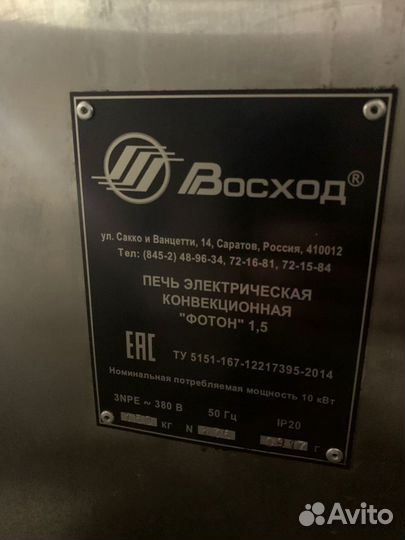 Восход®
ул. Сакко и Ванцетти, 14, Саратов, Россия, 410012
Тел: (845-2) 48-96-34, 72-16-81, 72-15-84
ПЕЧЬ ЭЛЕКТРИЧЕСКАЯ
КОНВЕКЦИОННАЯ
"ФОТОН" 1,5
EAC ТУ 5151-167-12217395-2014
Номинальная потребляемая мощность 10 кВт
3NPE ~ 380 В 50 Гц IP20
кг N г
Avito